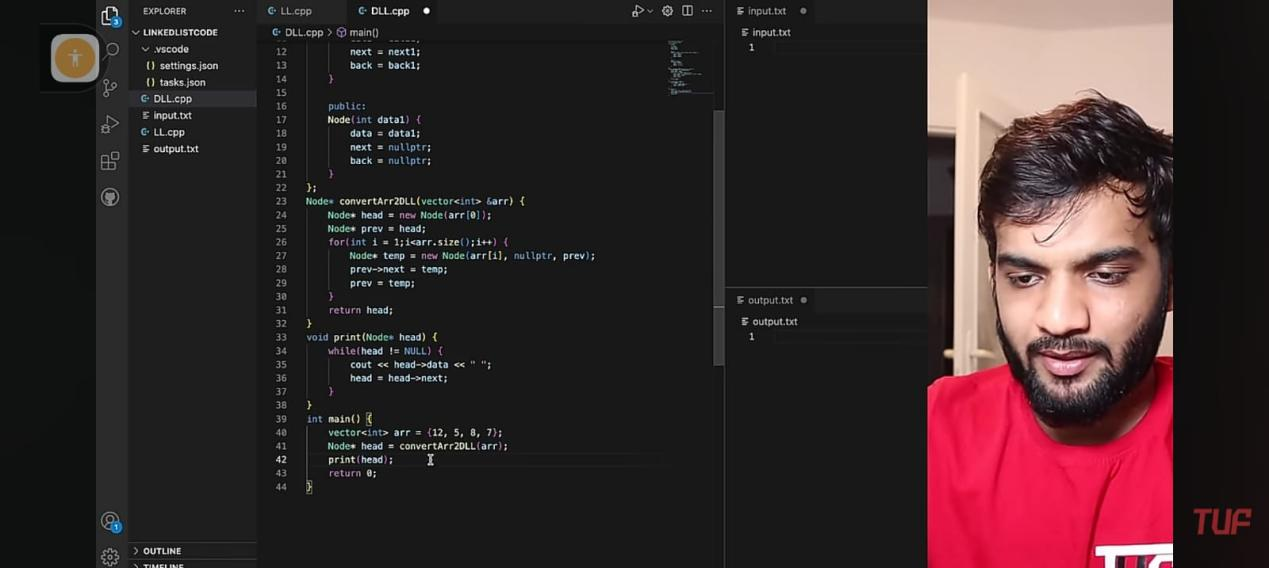 EXPLORER
LINKEDLISTCODE
.vscode
{} settings.json
{} tasks.json
DLL.cpp
input.txt
LL.cpp
output.txt
OUTLINE
3
1
LL.cpp
DLL.cpp
DLL.cpp > main()
12 next = next1;
13 back = back1;
14 }
15
16 public:
17 Node(int data1) {
18 data = data1;
19 next = nullptr;
20 back = nullptr;
21 }
22 };
23 Node* convertArr2DLL(vector<int> &arr) {
24 Node* head = new Node(arr[0]);
25 Node* prev = head;
26 for(int i = 1;i<arr.size();i++) {
27 Node* temp = new Node(arr[i], nullptr, prev);
28 prev->next = temp;
29 prev = temp;
30 }
31 return head;
32 }
33 void print(Node* head) {
34 while(head != NULL) {
35 cout << head->data << " ";
36 head = head->next;
37 }
38 }
39 int main() {
40 vector<int> arr = {12, 5, 8, 7};
41 Node* head = convertArr2DLL(arr);
42 print(head);
43 return 0;
44 }
input.txt
input.txt
1
output.txt
output.txt
1
TUF